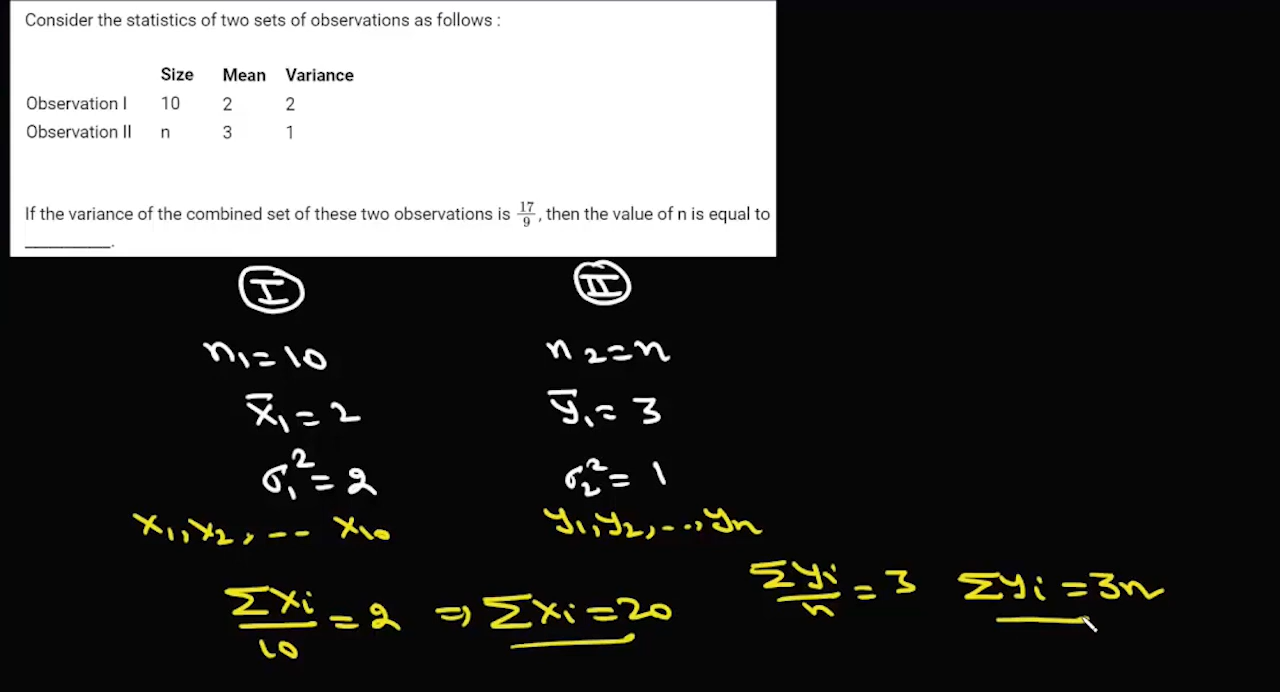 Consider the statistics of two sets of observations as follows :
Size Mean Variance
Observation I 10 2 2
Observation II n 3 1
If the variance of the combined set of these two observations is 17/9, then the value of n is equal to
__________.
I II
n₁=10 n₂=n
x̄₁=2 ȳ₁=3
σ₁²=2 σ₂²=1
x₁,x₂,--- x₁₀ y₁,y₂,--.,yₙ
Σxi/10 =2 ⇒ Σxi=20 Σyi/n =3 Σyi=3n